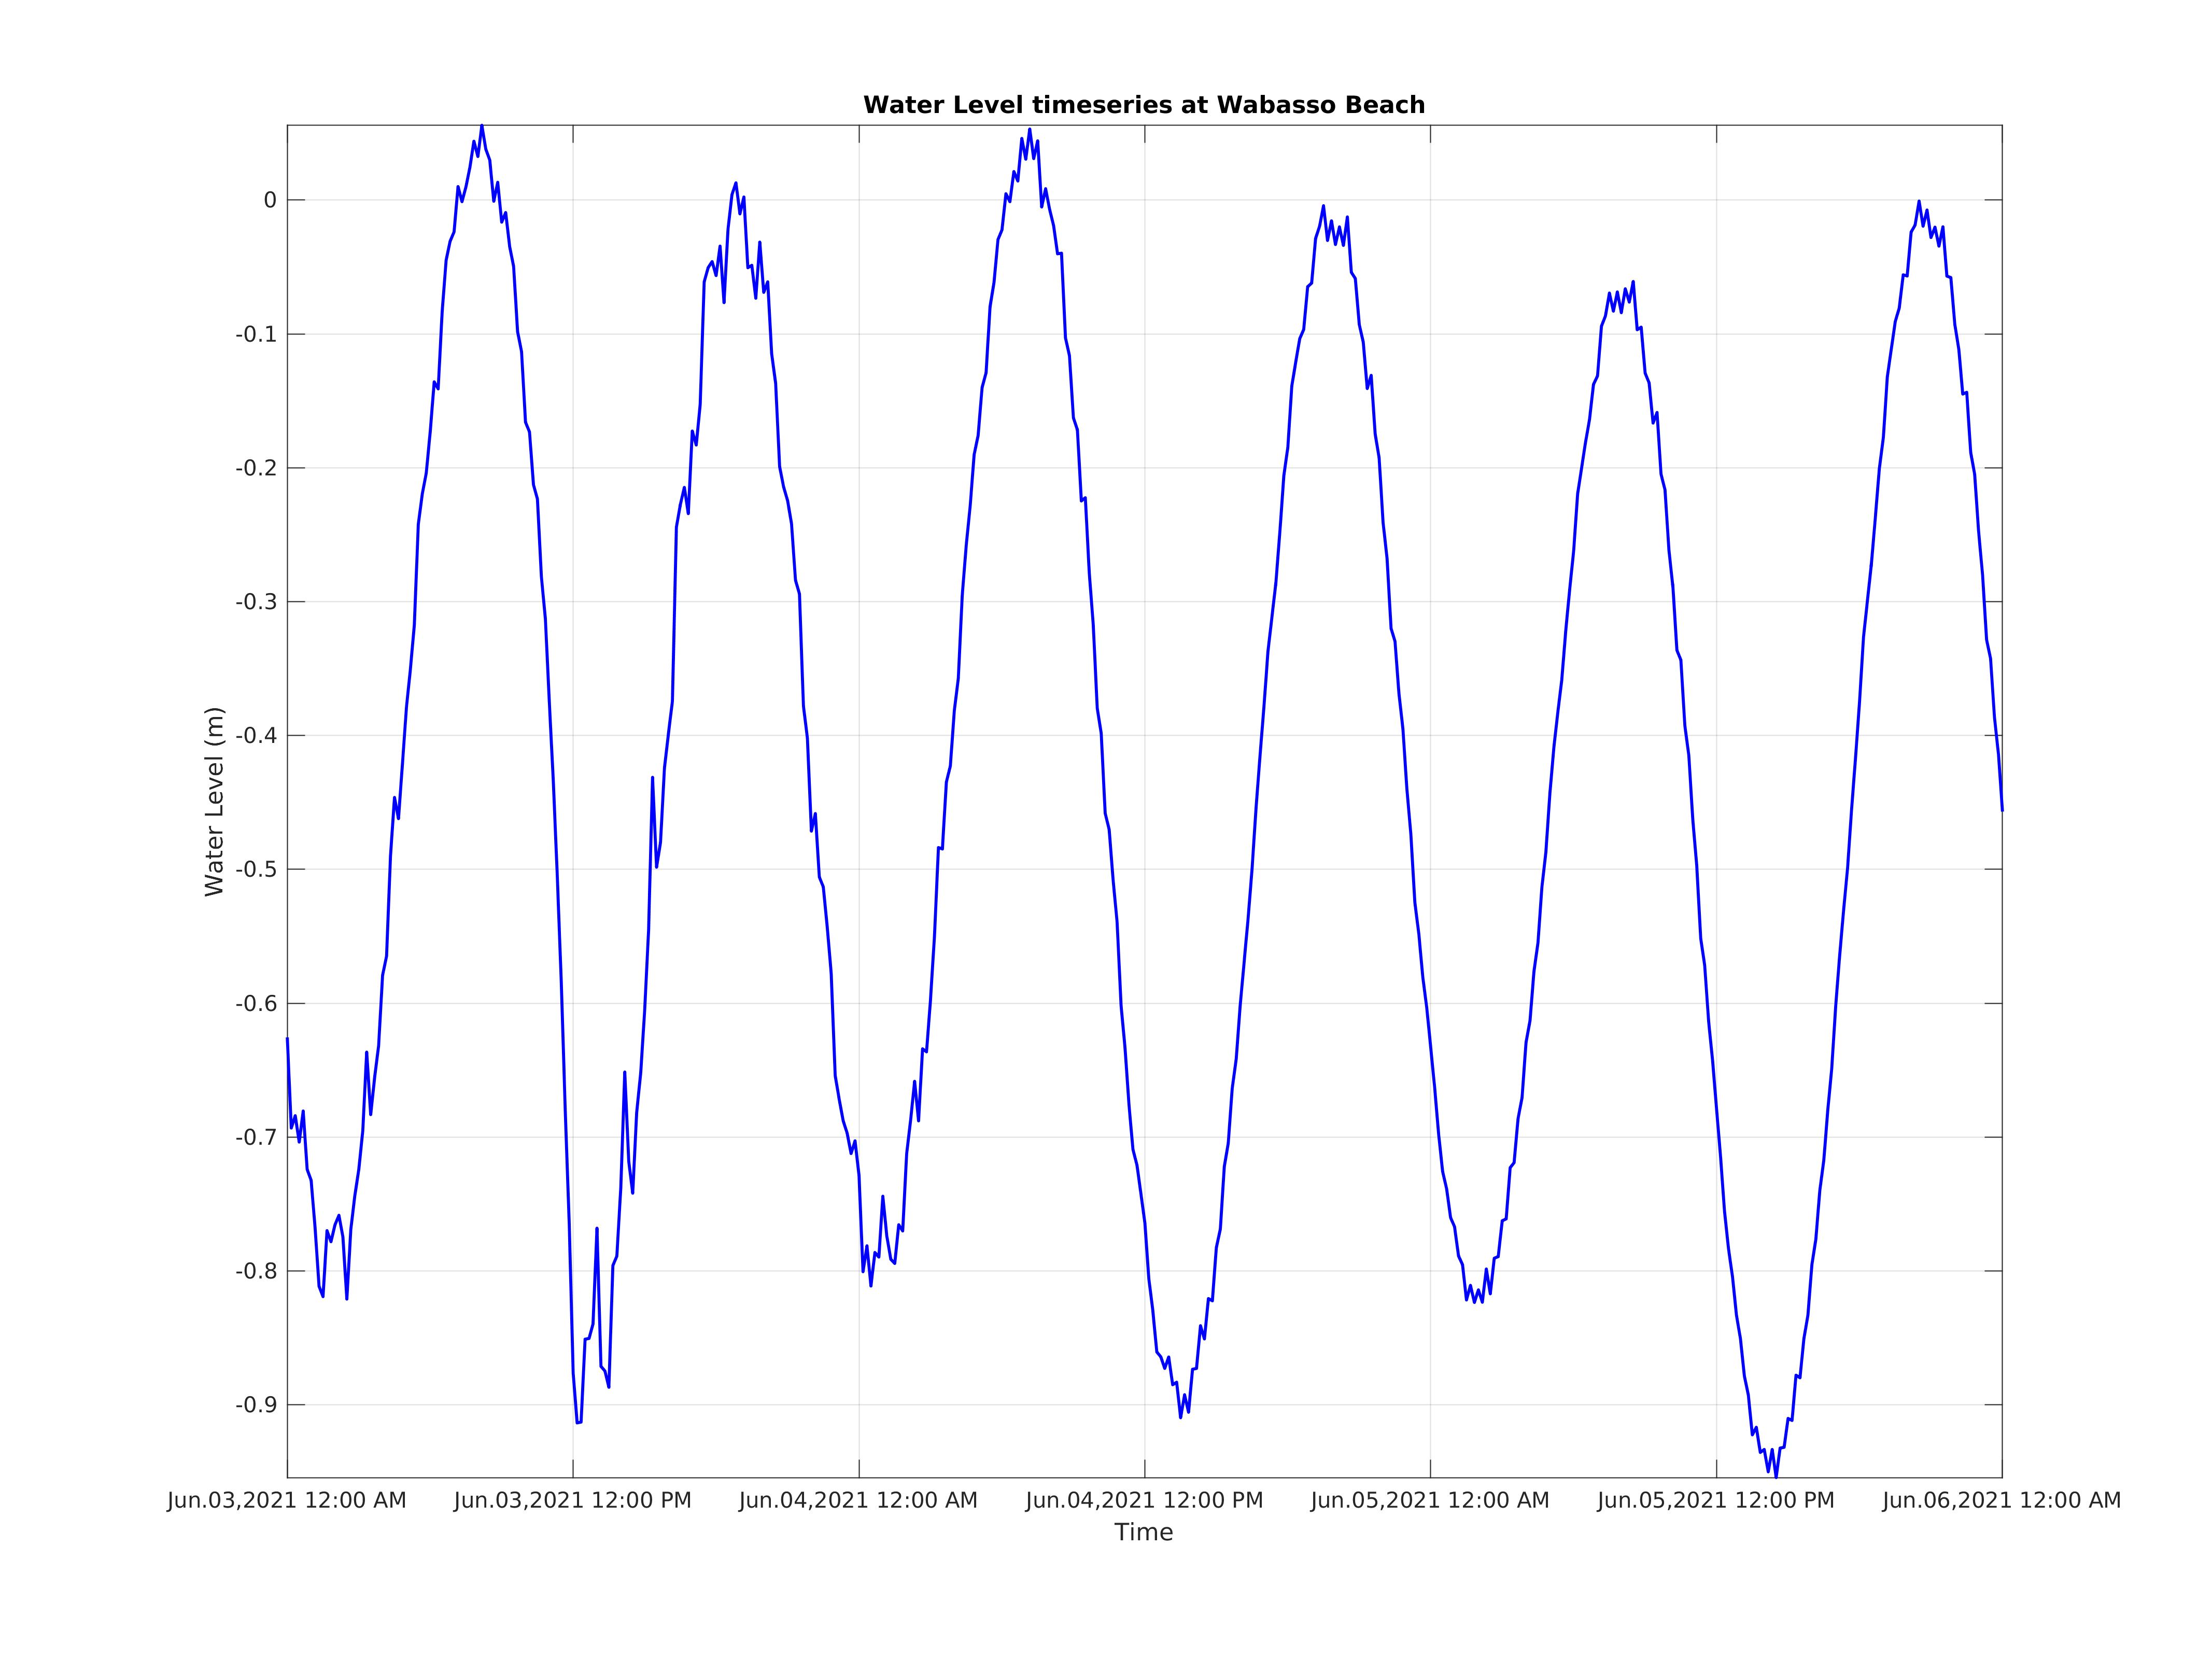 Water Level timeseries at Wabasso Beach
0
-0.1
-0.2
-0.3
-0.4
-0.5
-0.6
-0.7
-0.8
-0.9
Water Level (m)
Jun.03,2021 12:00 AM Jun.03,2021 12:00 PM Jun.04,2021 12:00 AM Jun.04,2021 12:00 PM Jun.05,2021 12:00 AM Jun.05,2021 12:00 PM Jun.06,2021 12:00 AM
Time